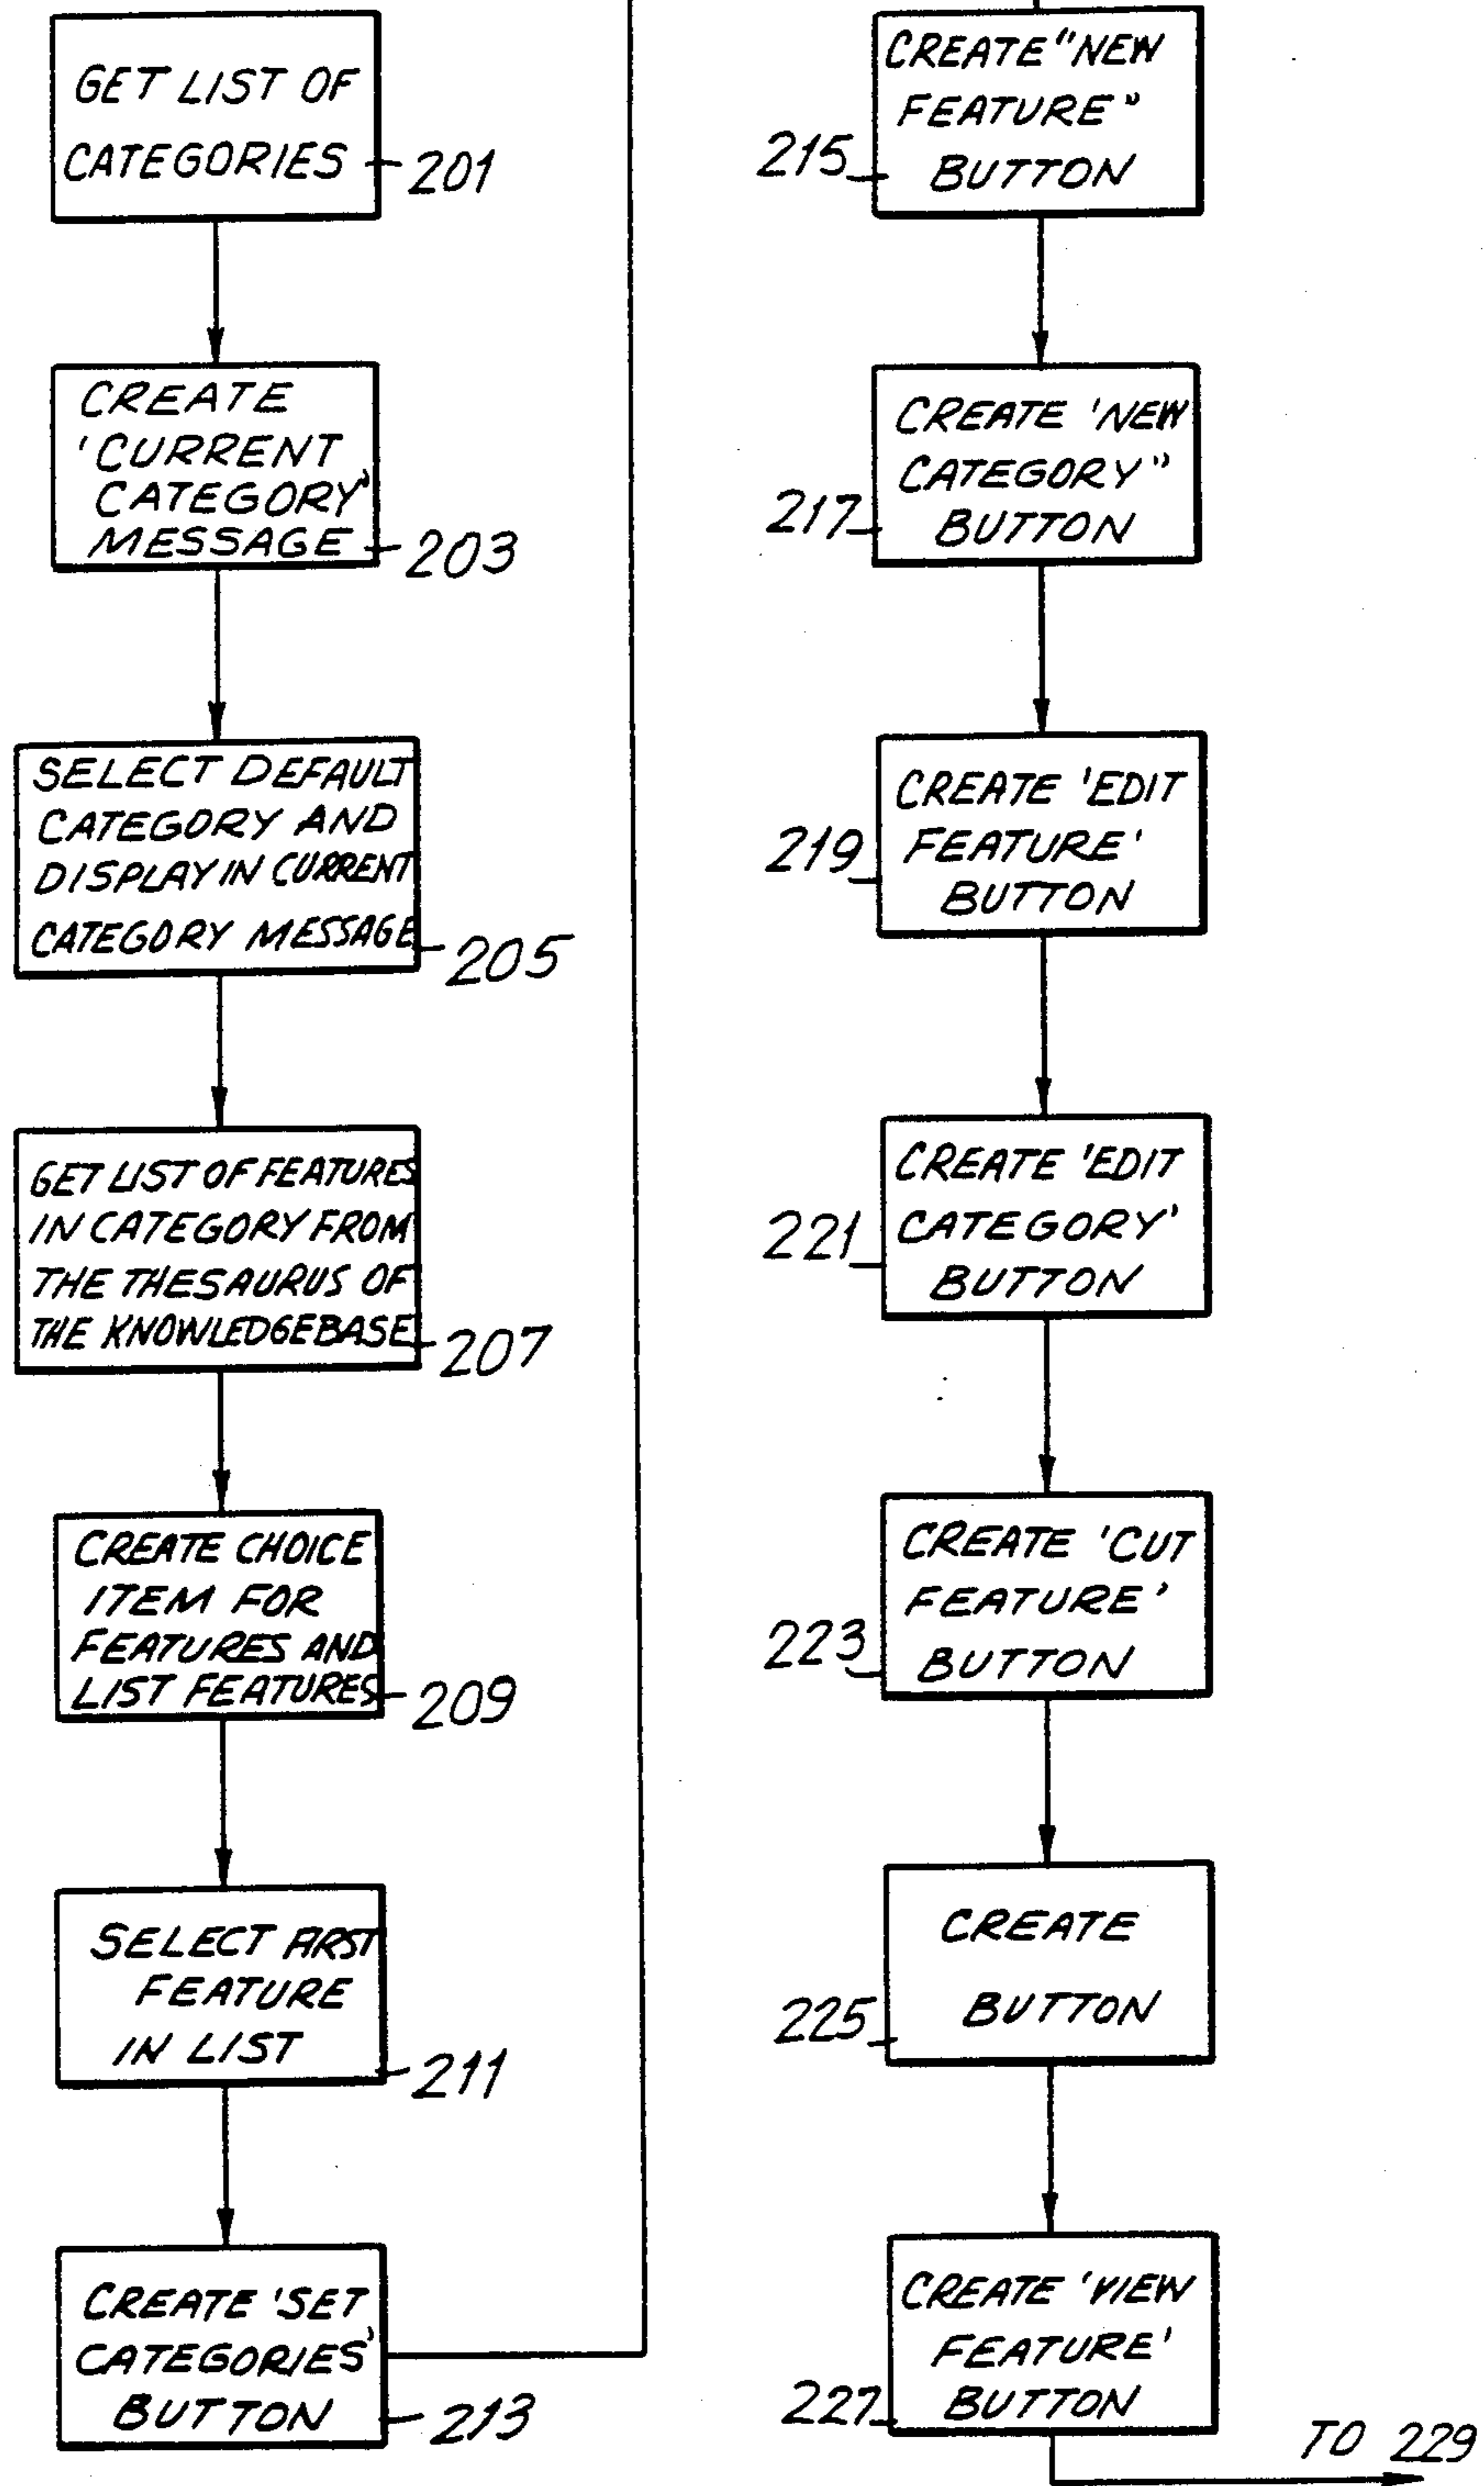 GET LIST OF
CATEGORIES
201
CREATE
'CURRENT
CATEGORY'
MESSAGE
203
SELECT DEFAULT
CATEGORY AND
DISPLAY IN CURRENT
CATEGORY MESSAGE
205
GET LIST OF FEATURES
IN CATEGORY FROM
THE THESAURUS OF
THE KNOWLEDGEBASE
207
CREATE CHOICE
ITEM FOR
FEATURES AND
LIST FEATURES
209
SELECT FIRST
FEATURE
IN LIST
211
CREATE 'SET
CATEGORIES'
BUTTON
213
CREATE "NEW
FEATURE"
BUTTON
215
CREATE 'NEW
CATEGORY"
BUTTON
217
CREATE 'EDIT
FEATURE'
BUTTON
219
CREATE 'EDIT
CATEGORY'
BUTTON
221
CREATE 'CUT
FEATURE'
BUTTON
223
CREATE
BUTTON
225
CREATE 'VIEW
FEATURE'
BUTTON
227
TO 229